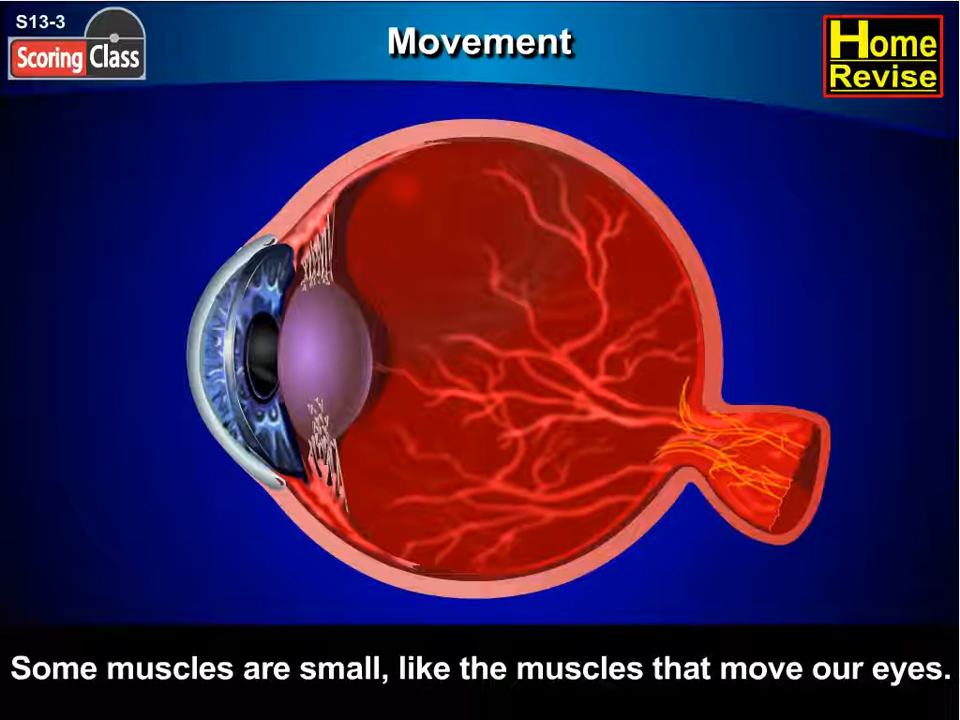 S13-3
Scoring Class
Movement
Home
Revise
Some muscles are small, like the muscles that move our eyes.